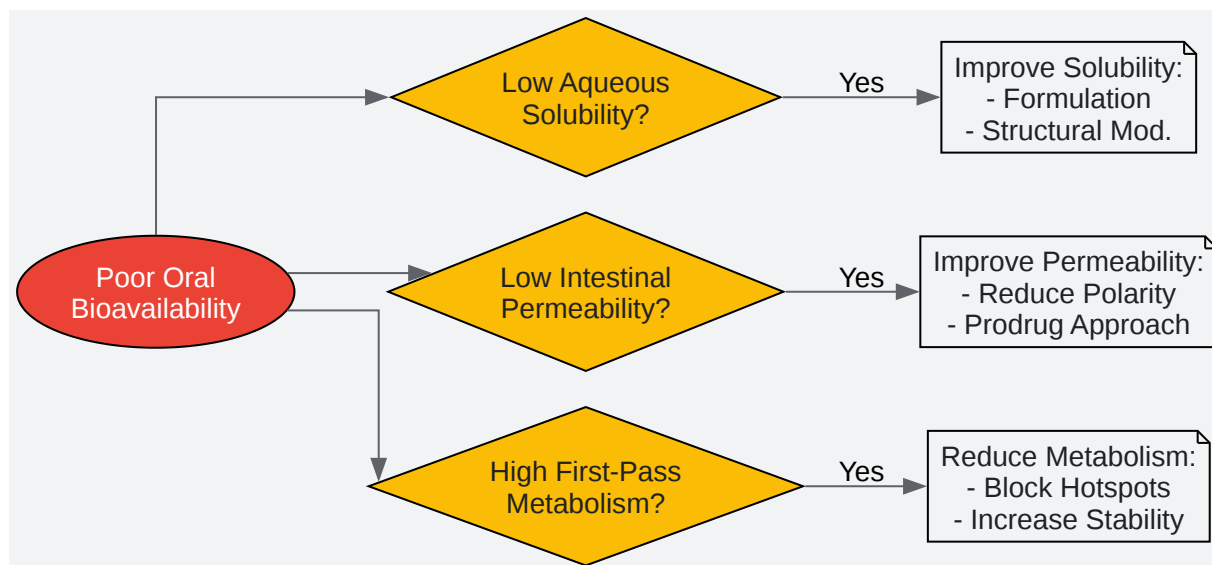 Low Aqueous
Solubility?
Yes
Improve Solubility:
- Formulation
- Structural Mod.
Poor Oral
Bioavailability
Low Intestinal
Permeability?
Yes
Improve Permeability:
- Reduce Polarity
- Prodrug Approach
High First-Pass
Metabolism?
Yes
Reduce Metabolism:
- Block Hotspots
- Increase Stability